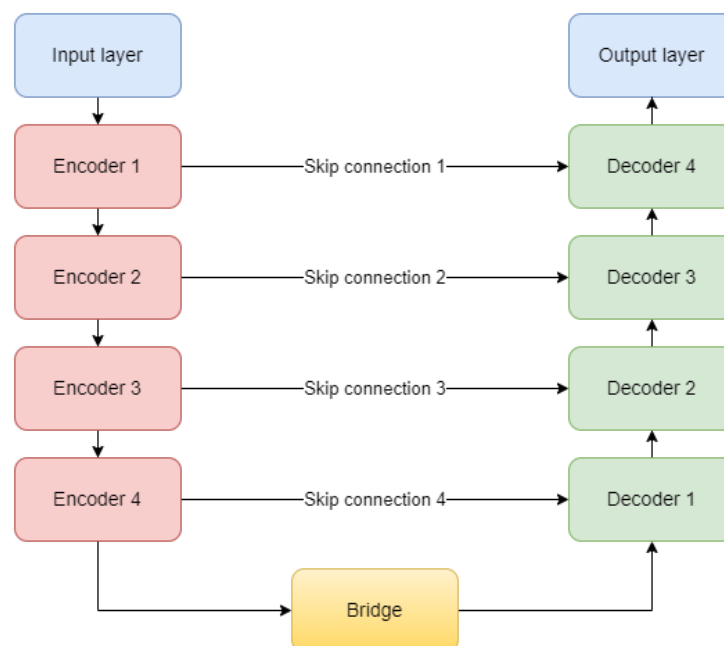 Input layer
Output layer
Encoder 1
Skip connection 1
Decoder 4
Encoder 2
Skip connection 2
Decoder 3
Encoder 3
Skip connection 3
Decoder 2
Encoder 4
Skip connection 4
Decoder 1
Bridge